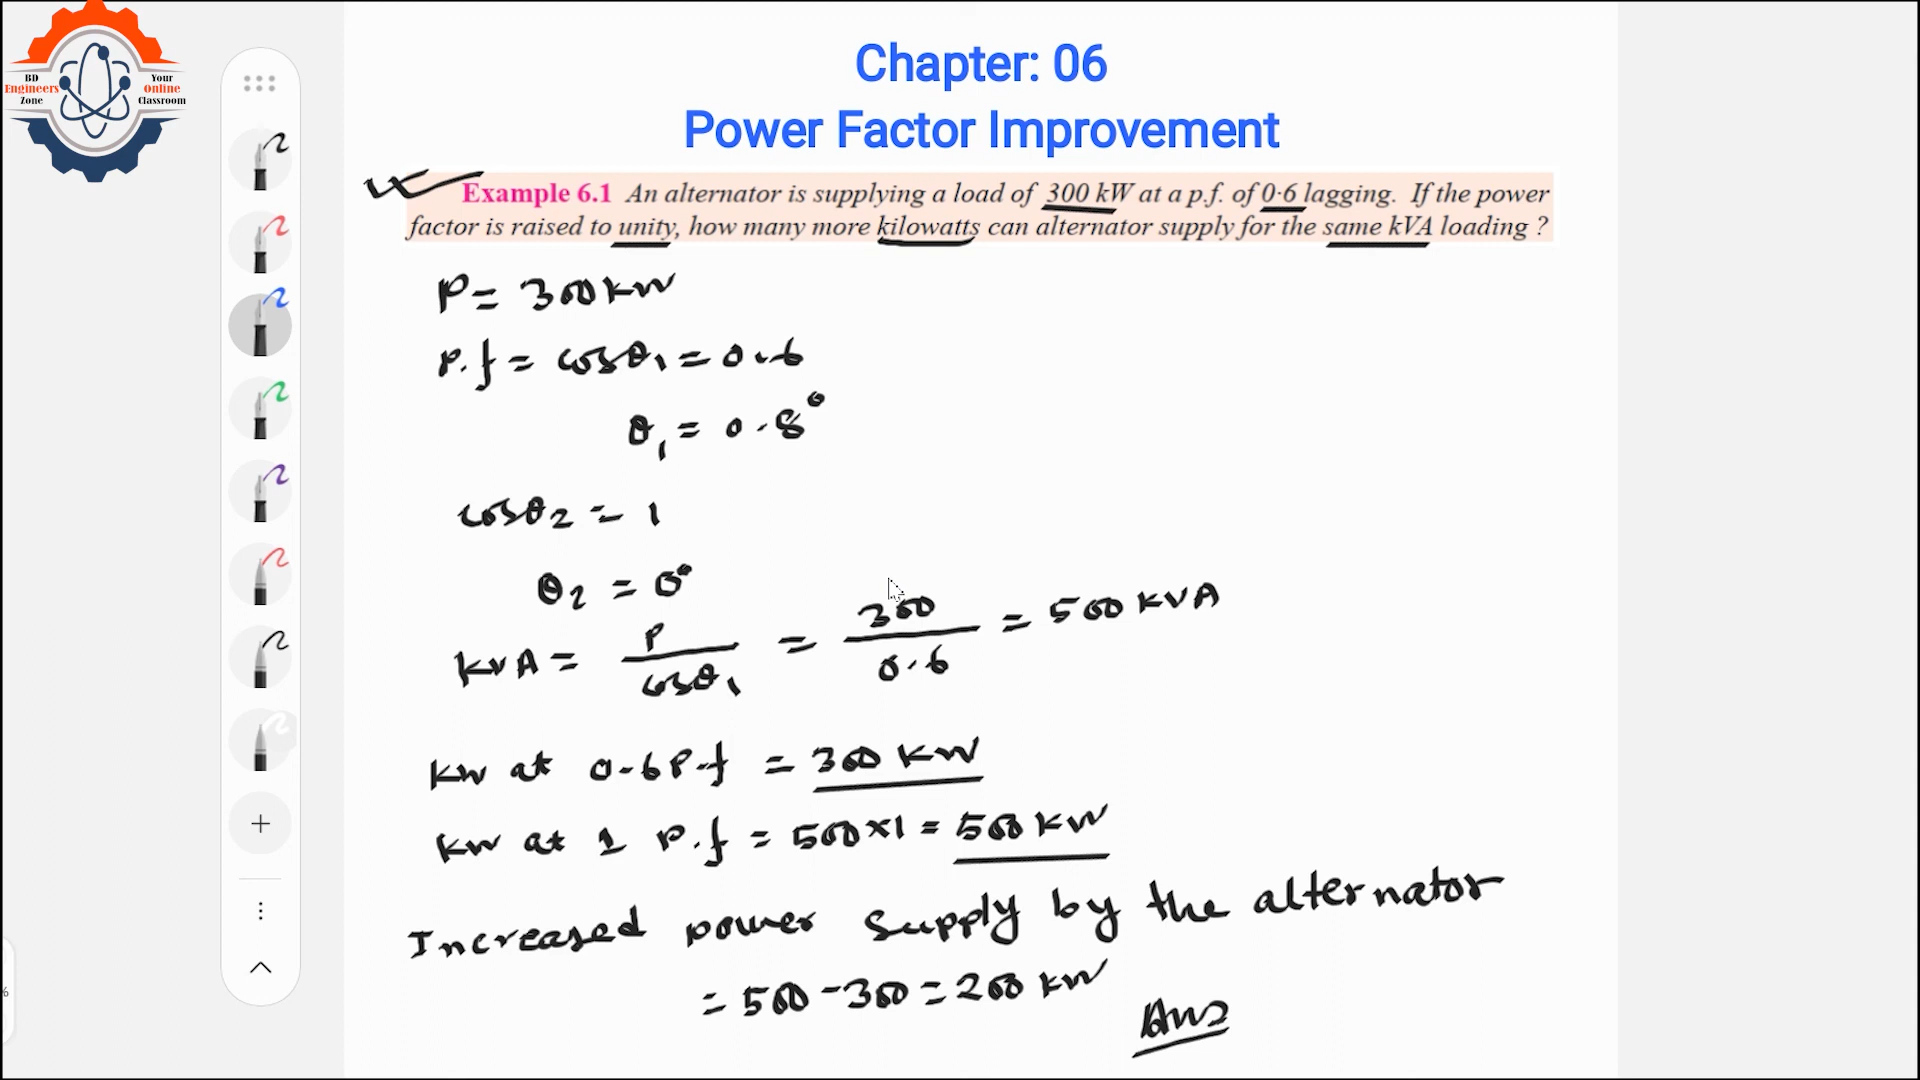 BD
Engineers
Zone
Your
Online
Classroom
Chapter: 06
Power Factor Improvement
Example 6.1 An alternator is supplying a load of 300 kW at a p.f. of 0·6 lagging. If the power
factor is raised to unity, how many more kilowatts can alternator supply for the same kVA loading ?
P = 300 kW
P.f = cosθ₁ = 0.6
θ₁ = 0.8°
cosθ₂ = 1
θ₂ = 0°
KVA = P / cosθ₁ = 300 / 0.6 = 500 KVA
KW at 0.6 P.f = 300 KW
KW at 1 P.f = 500×1 = 500 KW
Increased power supply by the alternator
= 500 - 300 = 200 KW
Ans
%